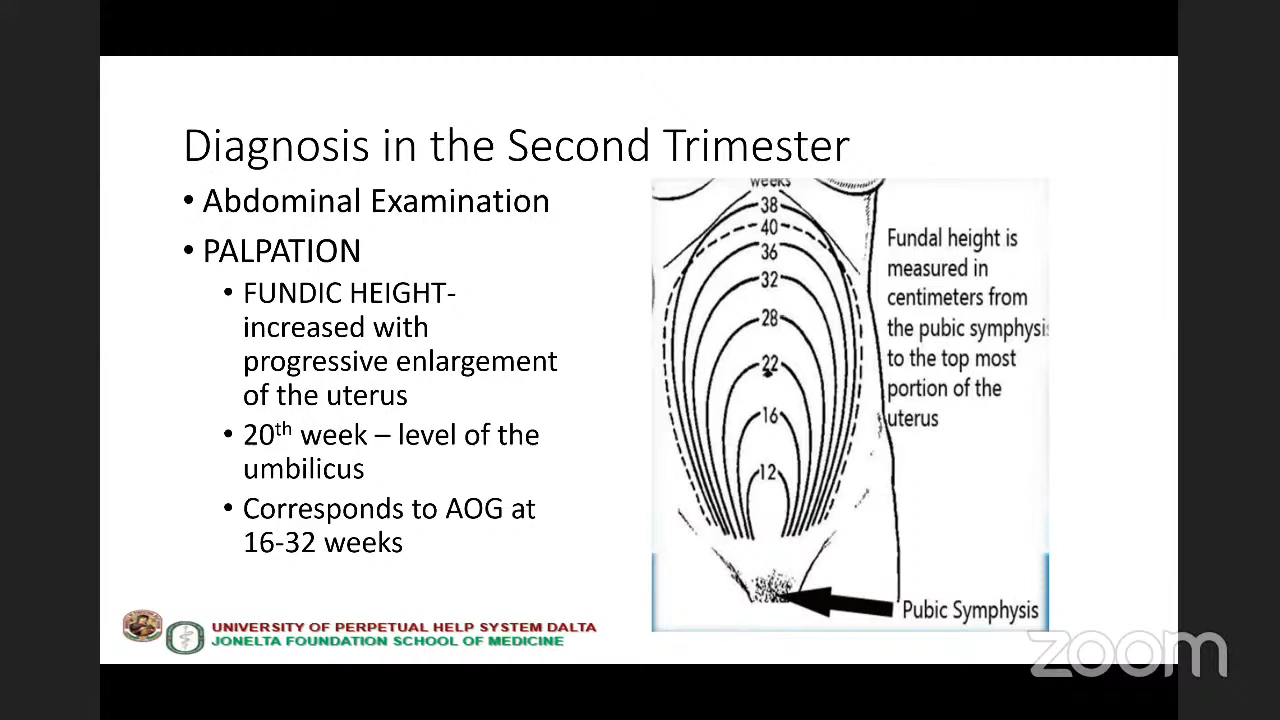 Diagnosis in the Second Trimester
• Abdominal Examination
• PALPATION
• FUNDIC HEIGHT-
increased with
progressive enlargement
of the uterus
• 20th week – level of the
umbilicus
• Corresponds to AOG at
16-32 weeks
weeks
38
40
36
32
28
22
16
12
Fundal height is
measured in
centimeters from
the pubic symphysis
to the top most
portion of the
uterus
Pubic Symphysis
UNIVERSITY OF PERPETUAL HELP SYSTEM DALTA
JONELTA FOUNDATION SCHOOL OF MEDICINE
zoom